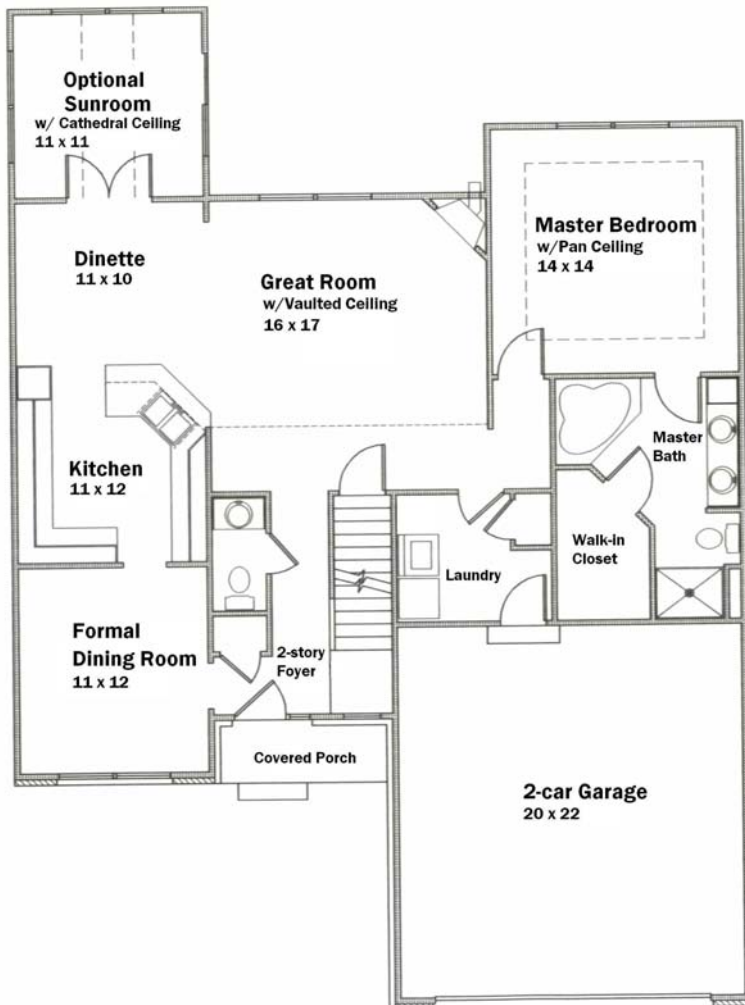 Optional
Sunroom
w/ Cathedral Ceiling
11 x 11
Master Bedroom
w/Pan Ceiling
14 x 14
Dinette
11 x 10
Great Room
w/Vaulted Ceiling
16 x 17
Kitchen
11 x 12
Master
Bath
Walk-in
Closet
Laundry
Formal
Dining Room
11 x 12
2-story
Foyer
Covered Porch
2-car Garage
20 x 22